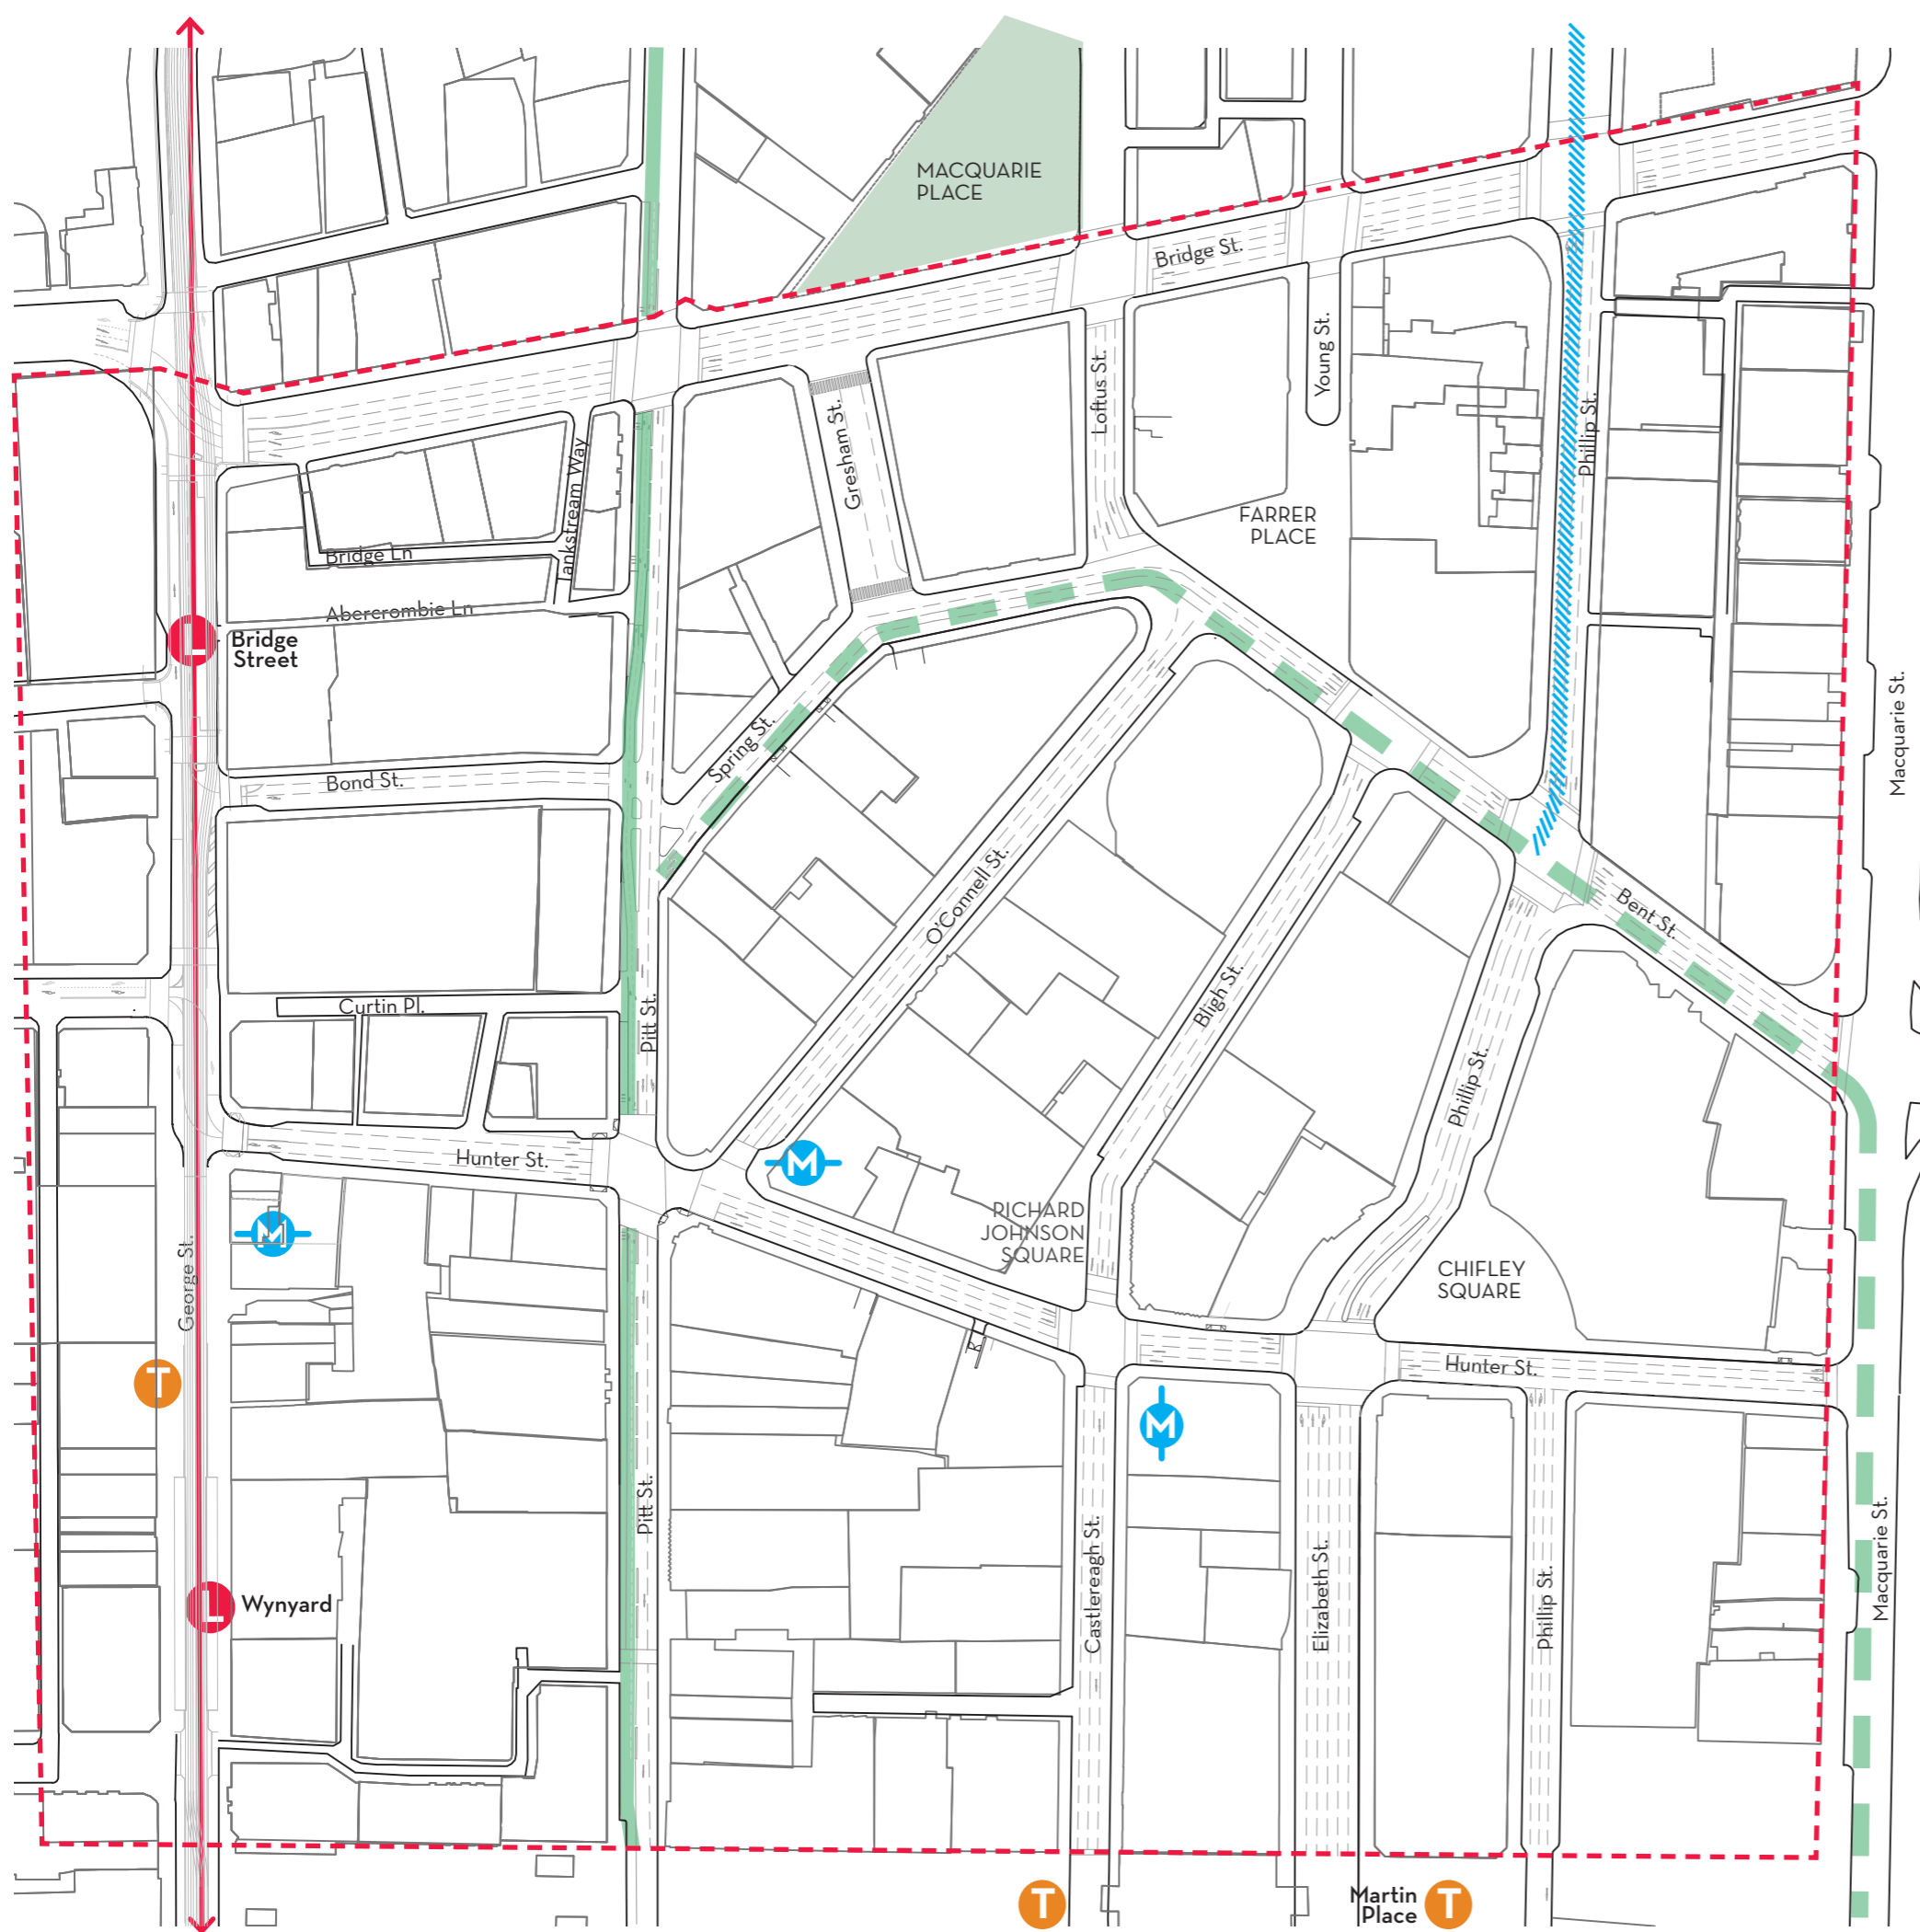 MACQUARIE
PLACE
Bridge St.
Young St.
Loftus St.
Gresham St.
Phillip St.
Tankstream Way
FARRER
PLACE
Bridge Ln
Abercrombie Ln
L
Bridge
Street
Macquarie St.
Spring St.
Bond St.
O'Connell St.
Bent St.
Bligh St.
Curtin Pl.
Pitt St.
Phillip St.
Hunter St.
M
M
RICHARD
JOHNSON
SQUARE
George St.
CHIFLEY
SQUARE
Hunter St.
T
M
Pitt St.
Castlereagh St.
Elizabeth St.
Phillip St.
Macquarie St.
L
Wynyard
T
Martin
Place
T